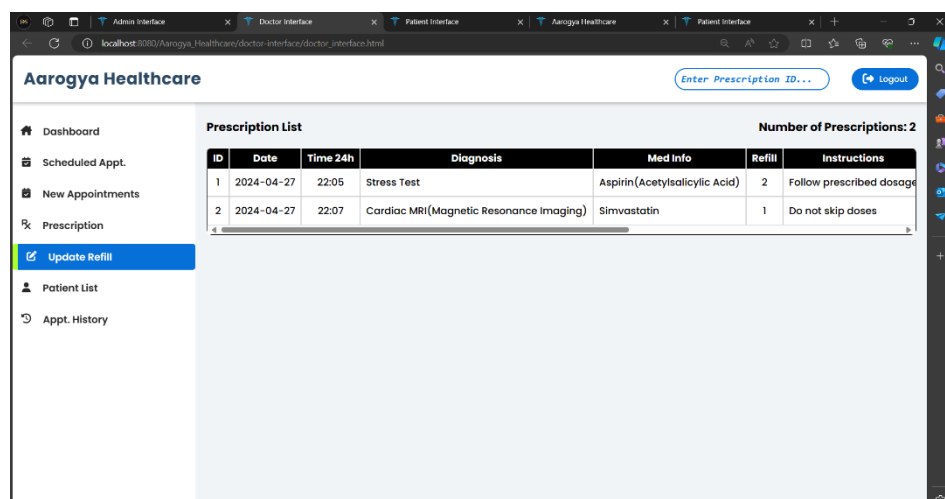 Admin Interface
Doctor Interface
Patient Interface
Aarogya Healthcare
Patient Interface
localhost:8080/Aarogya_Healthcare/doctor-interface/doctor_interface.html
Aarogya Healthcare
Enter Prescription ID...
Logout
Dashboard
Scheduled Appt.
New Appointments
Prescription
Update Refill
Patient List
Appt. History
Prescription List
Number of Prescriptions: 2
ID Date Time 24h Diagnosis Med Info Refill Instructions
1 2024-04-27 22:05 Stress Test Aspirin(Acetylsalicylic Acid) 2 Follow prescribed dosage
2 2024-04-27 22:07 Cardiac MRI(Magnetic Resonance Imaging) Simvastatin 1 Do not skip doses